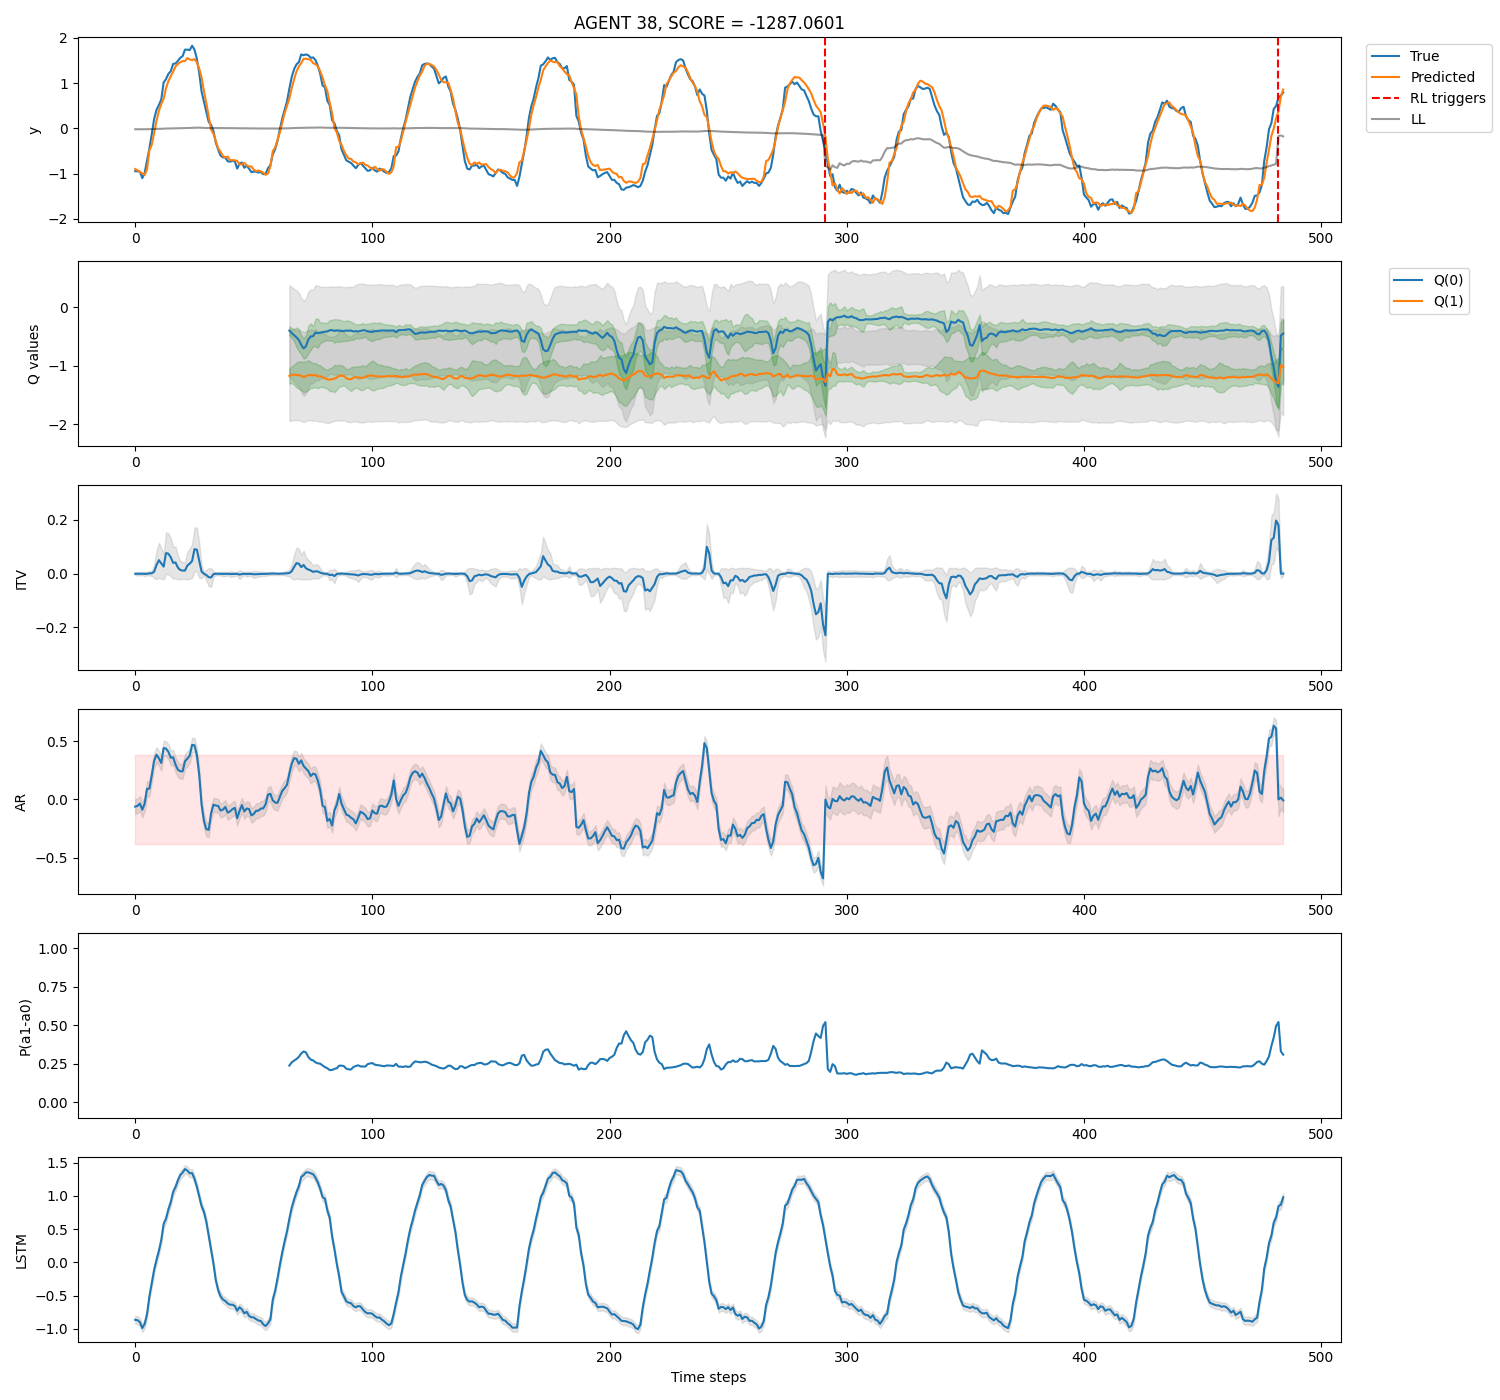 AGENT 38, SCORE = -1287.0601
2
1
0
−1
−2
y
0 100 200 300 400 500
True
Predicted
RL triggers
LL
0
−1
−2
Q values
0 100 200 300 400 500
Q(0)
Q(1)
0.2
0.0
−0.2
ITV
0 100 200 300 400 500
0.5
0.0
−0.5
AR
0 100 200 300 400 500
1.00
0.75
0.50
0.25
0.00
P(a1-a0)
0 100 200 300 400 500
1.5
1.0
0.5
0.0
−0.5
−1.0
LSTM
0 100 200 300 400 500
Time steps